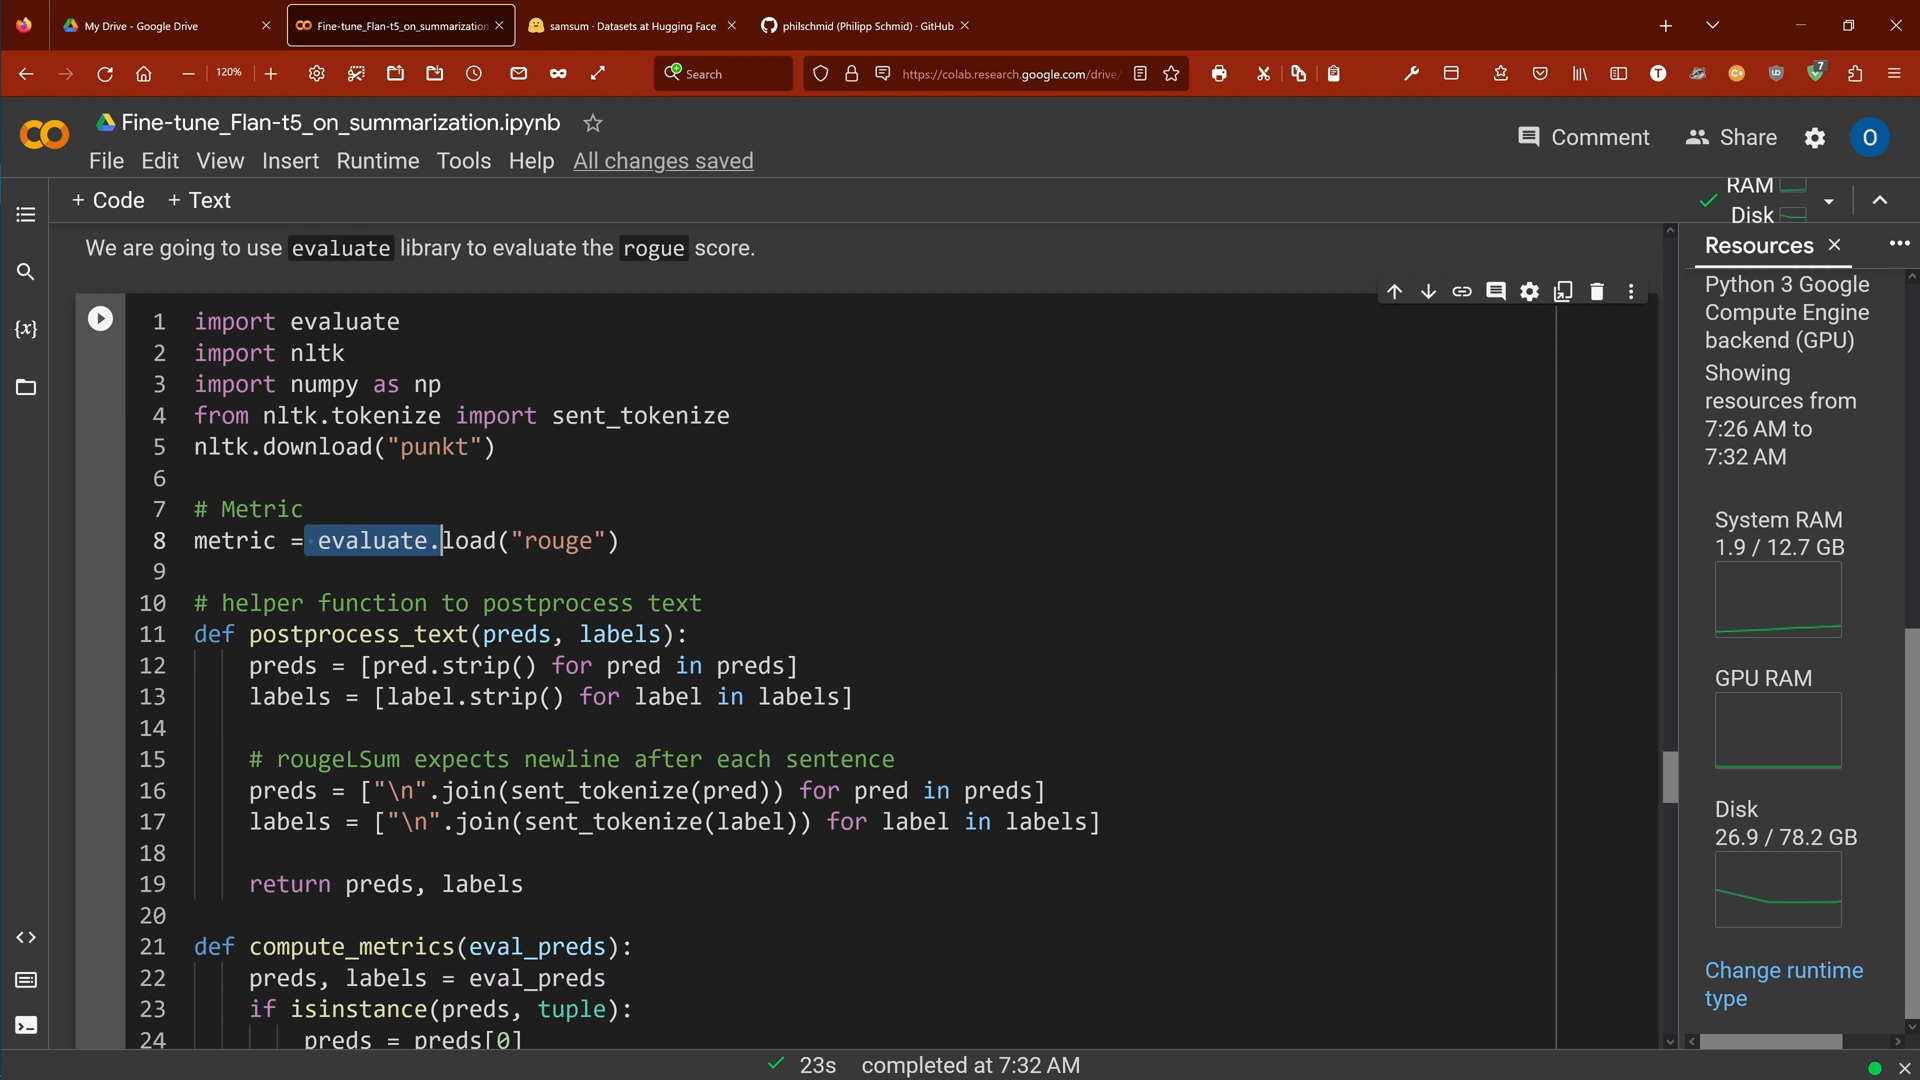 My Drive - Google Drive
Fine-tune_Flan-t5_on_summarization.
samsum · Datasets at Hugging Face
philschmid (Philipp Schmid) · GitHub
120%
Search
https://colab.research.google.com/drive/
7
Fine-tune_Flan-t5_on_summarization.ipynb
Comment
Share
O
File Edit View Insert Runtime Tools Help All changes saved
+ Code + Text
RAM
Disk
We are going to use evaluate library to evaluate the rogue score.
Resources
Python 3 Google
Compute Engine
backend (GPU)
Showing
resources from
7:26 AM to
7:32 AM
System RAM
1.9 / 12.7 GB
GPU RAM
Disk
26.9 / 78.2 GB
Change runtime
type
1 import evaluate
2 import nltk
3 import numpy as np
4 from nltk.tokenize import sent_tokenize
5 nltk.download("punkt")
6
7 # Metric
8 metric = evaluate.load("rouge")
9
10 # helper function to postprocess text
11 def postprocess_text(preds, labels):
12 preds = [pred.strip() for pred in preds]
13 labels = [label.strip() for label in labels]
14
15 # rougeLSum expects newline after each sentence
16 preds = ["\n".join(sent_tokenize(pred)) for pred in preds]
17 labels = ["\n".join(sent_tokenize(label)) for label in labels]
18
19 return preds, labels
20
21 def compute_metrics(eval_preds):
22 preds, labels = eval_preds
23 if isinstance(preds, tuple):
24 preds = preds[0]
23s completed at 7:32 AM